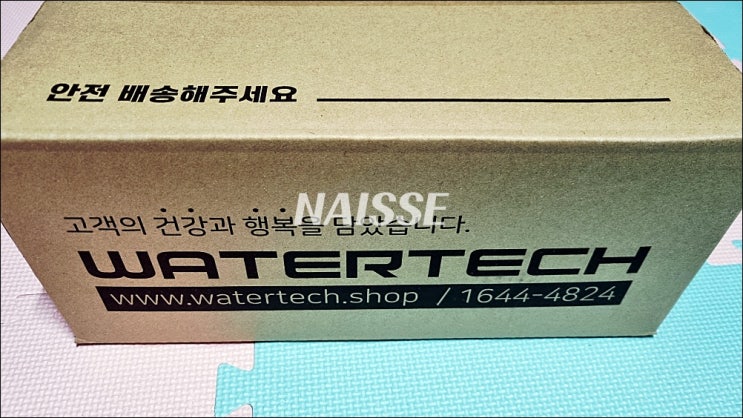 안전 배송해주세요
NAISSE
고객의 건강과 행복을 담았습니다.
WATERTECH
www.watertech.shop / 1644-4824